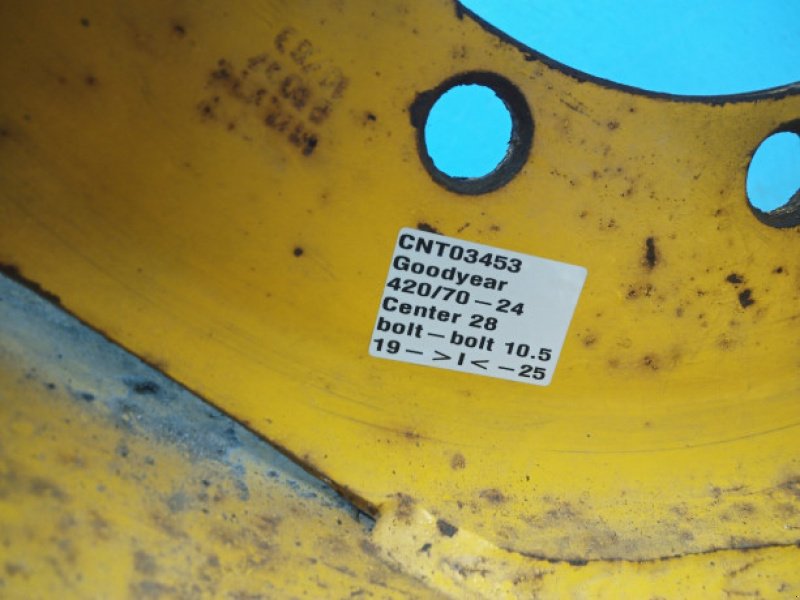 CNT03453
Goodyear
420/70-24
Center 28
bolt-bolt 10.5
19-> I <-25